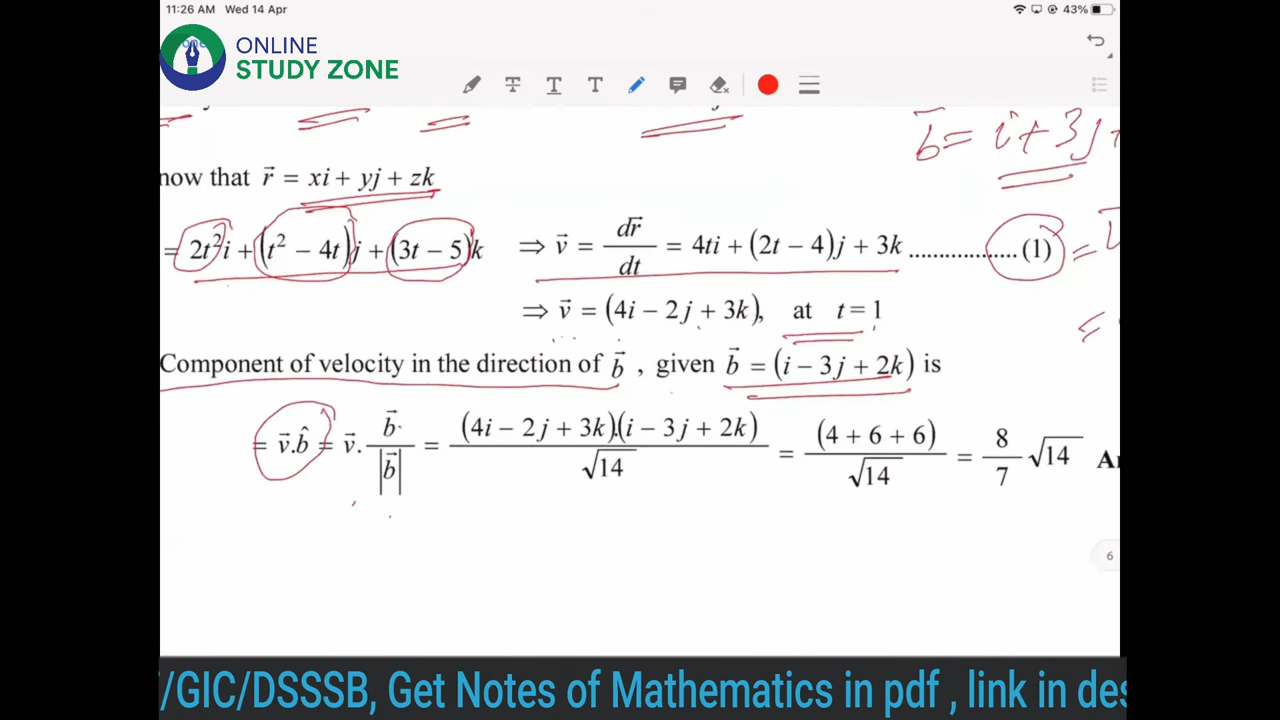 11:26 AM Wed 14 Apr
43%
ONLINE
STUDY ZONE
b̄ = i + 3j +
now that r⃗ = xi + yj + zk
= 2t²i + (t² − 4t)j + (3t − 5)k ⇒ v⃗ = dr⃗/dt = 4ti + (2t − 4)j + 3k ..................(1) =
⇒ v⃗ = (4i − 2j + 3k), at t = 1
=
Component of velocity in the direction of b⃗ , given b⃗ = (i − 3j + 2k) is
= v⃗.b̂ = v⃗. b⃗/|b⃗| = (4i − 2j + 3k).(i − 3j + 2k)/√14 = (4 + 6 + 6)/√14 = 8/7 √14
6
/GIC/DSSSB, Get Notes of Mathematics in pdf , link in des